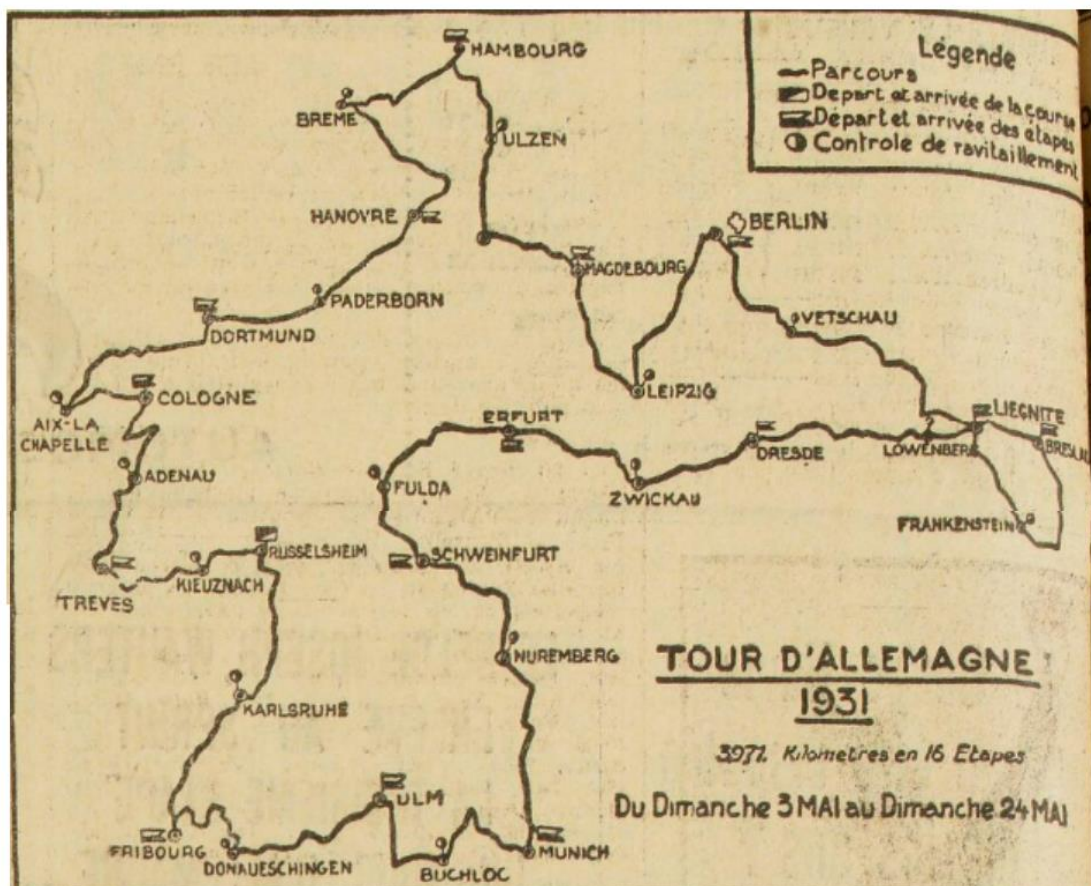 Légende
Parcours
Départ et arrivée de la course
Départ et arrivée des étapes
Controle de ravitaillement
HAMBOURG
BREME
ULZEN
HANOVRE
BERLIN
MAGDEBOURG
PADERBORN
VETSCHAU
DORTMUND
LEIPZIG
COLOGNE
AIX-LA
CHAPELLE
ERFURT
LIEGNITE
BRESLAU
LOWENBERG
DRESDE
ADENAU
FULDA
ZWICKAU
FRANKENSTEIN
RUSSELSHEIM
SCHWEINFURT
KIEUZNACH
TREVES
NUREMBERG
KARLSRUHE
TOUR D'ALLEMAGNE
1931
3971. Kilometres en 16 Etapes
Du Dimanche 3 MAI au Dimanche 24 MAI
ULM
FRIBOURG
DONAUESCHINGEN
BUCHLOC
MUNICH